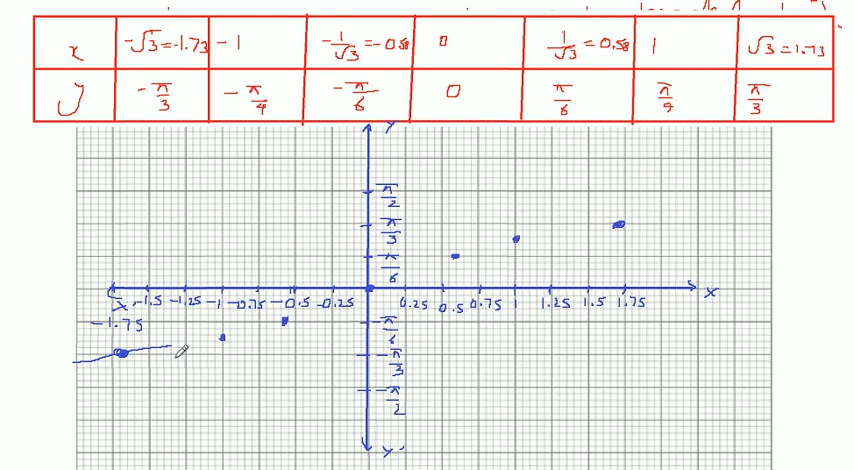 x -√3=-1.73 -1 -1/√3=-0.58 0 1/√3=0.58 1 √3=1.73
y -π/3 -π/4 -π/6 0 π/6 π/4 π/3
Y
π/2
π/3
π/6
-1.5 -1.25 -1 -0.75 -0.5 -0.25 0.25 0.5 0.75 1 1.25 1.5 1.75 X
X'
-1.75
-π/6
-π/3
-π/2
Y'